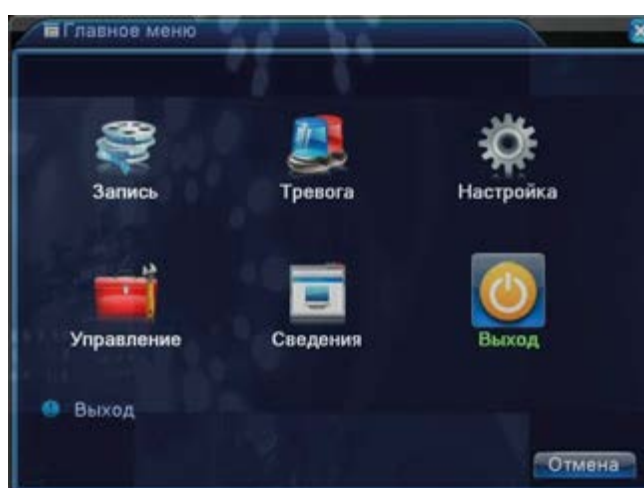 Главное меню
Запись
Тревога
Настройка
Управление
Сведения
Выход
Выход
Отмена